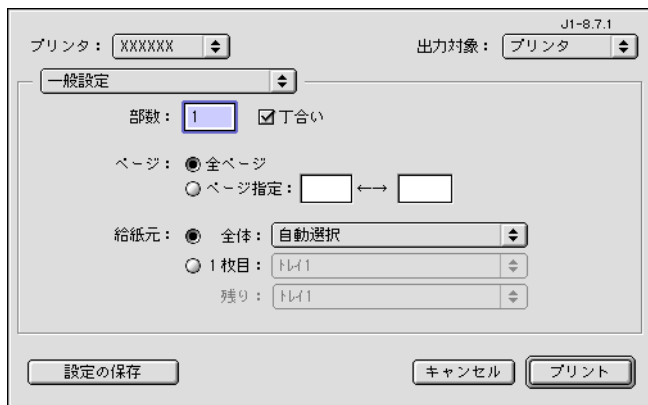 J1-8.7.1
プリンタ： XXXXXX 出力対象： プリンタ
一般設定
部数： 1 丁合い
ページ： 全ページ
ページ指定： ←→
給紙元： 全体： 自動選択
1枚目： ﾄﾚｲ1
残り： ﾄﾚｲ1
設定の保存 キャンセル プリント